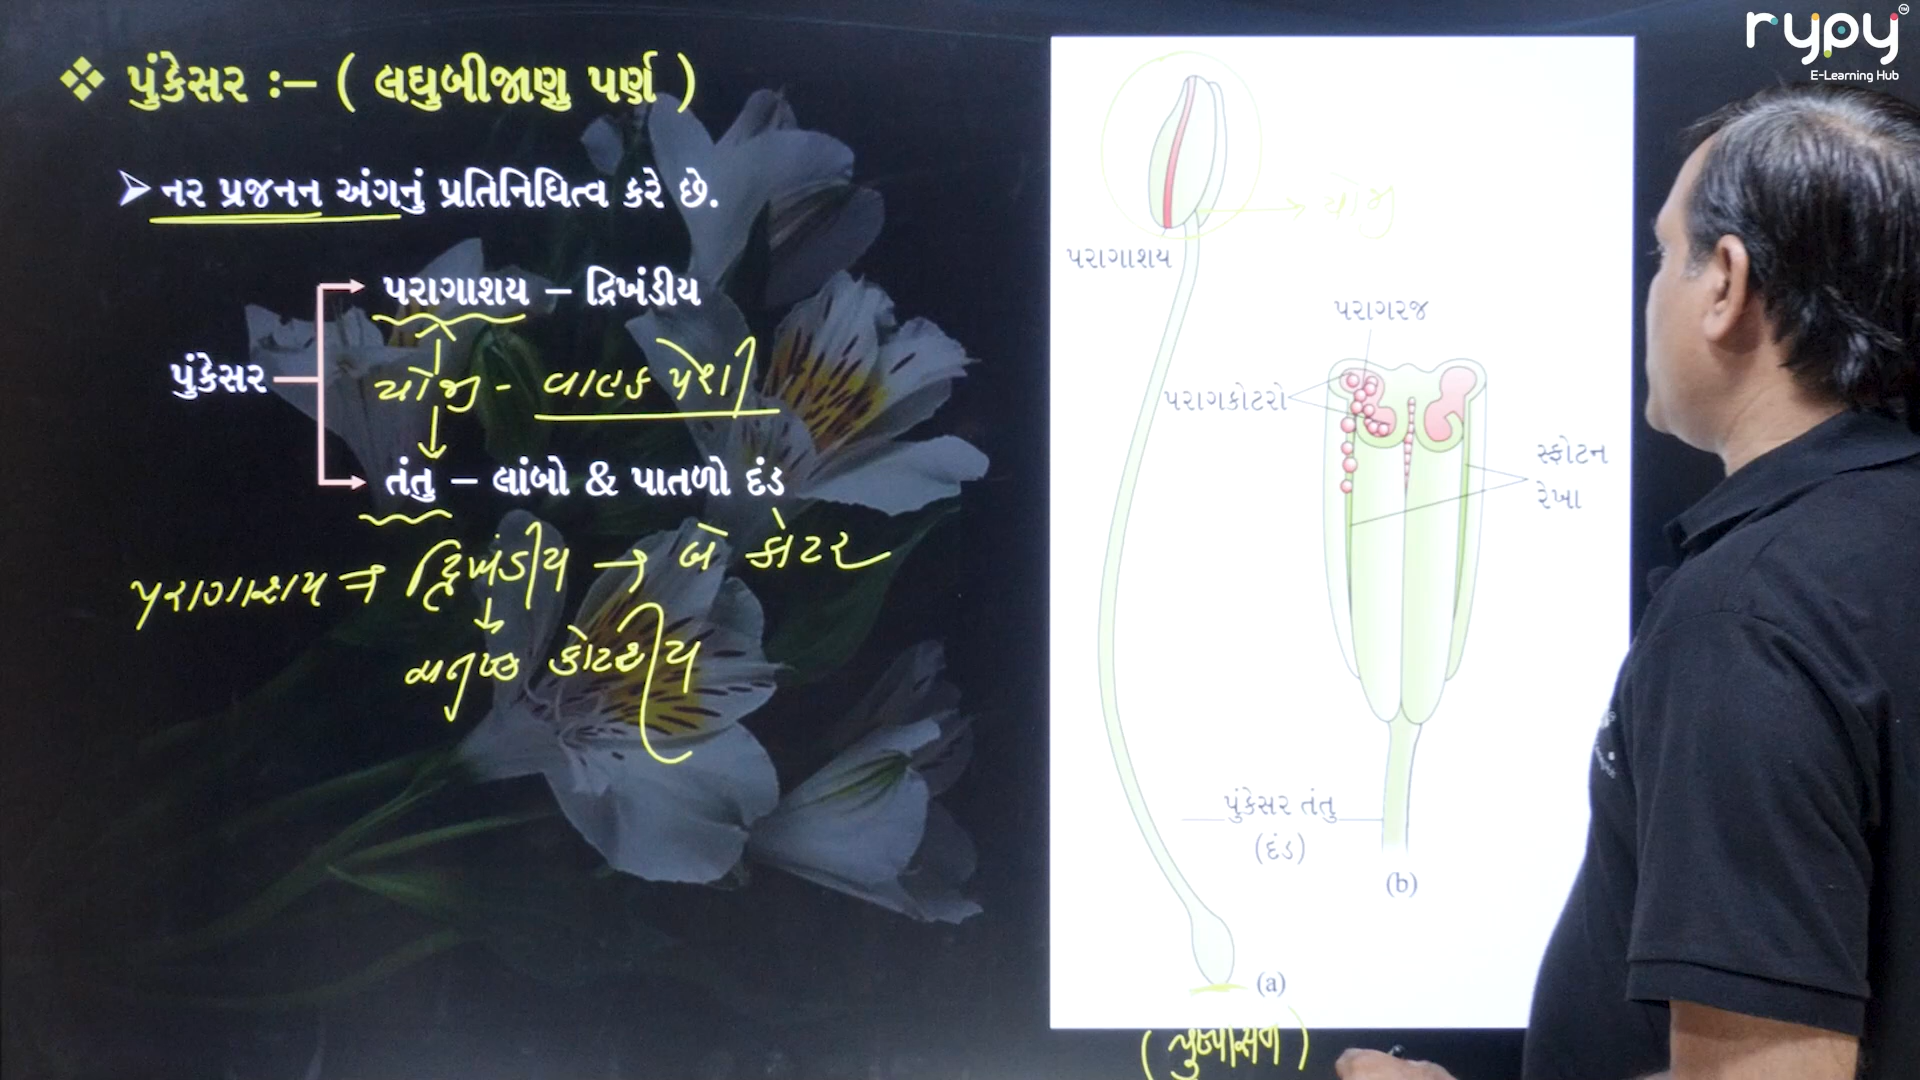 rypy
E-Learning Hub
❖ પુંકેસર :– ( લઘુબીજાણુ પર્ણ )
➢ નર પ્રજનન અંગનું પ્રતિનિધિત્વ કરે છે.
પરાગાશય – દ્વિખંડીય
પુંકેસર
યોજી - વાહક પેશી
તંતુ – લાંબો & પાતળો દંડ
પરાગાશય ⇒ દ્વિખંડીય → બે કોટર
કોટરીય
યોજી
પરાગાશય
પરાગરજ
પરાગકોટરો
સ્ફોટન
રેખા
પુંકેસર તંતુ
(દંડ)
(b)
(a)
(પુષ્પાસન)